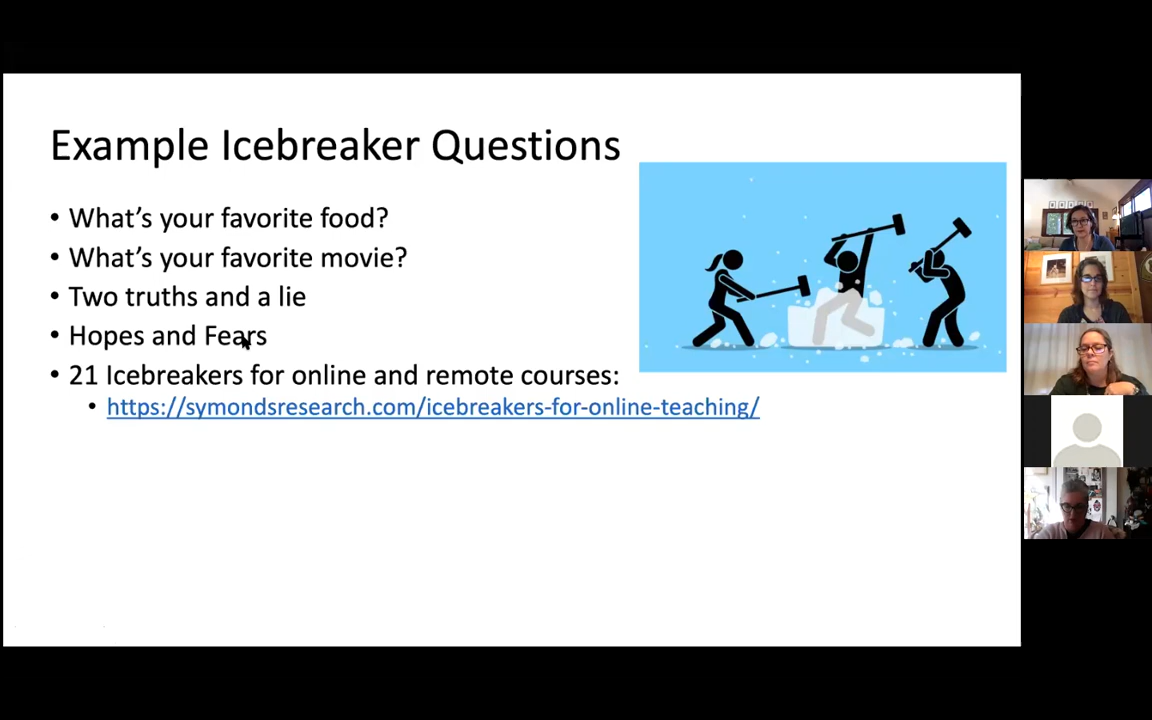 Example Icebreaker Questions
• What's your favorite food?
• What's your favorite movie?
• Two truths and a lie
• Hopes and Fears
• 21 Icebreakers for online and remote courses:
• https://symondsresearch.com/icebreakers-for-online-teaching/